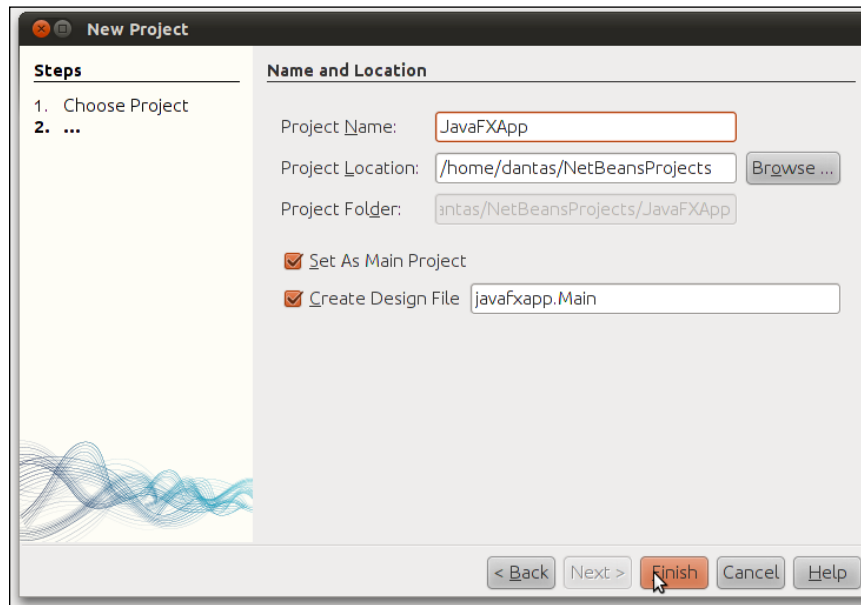 New Project
Steps
1. Choose Project
2. ...
Name and Location
Project Name: JavaFXApp
Project Location: /home/dantas/NetBeansProjects Browse ...
Project Folder: antas/NetBeansProjects/JavaFXApp
Set As Main Project
Create Design File javafxapp.Main
< Back Next > Finish Cancel Help